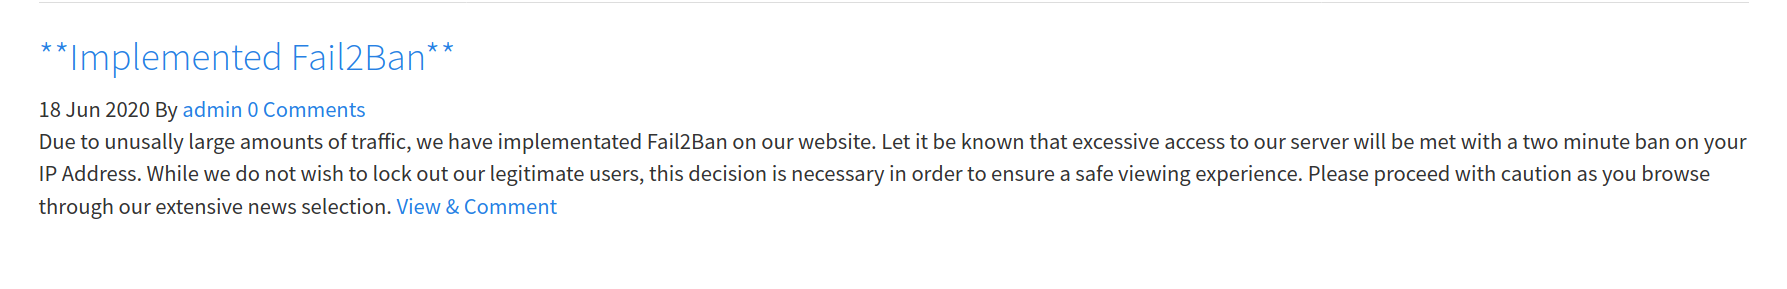 **Implemented Fail2Ban**
18 Jun 2020 By admin 0 Comments
Due to unusally large amounts of traffic, we have implementated Fail2Ban on our website. Let it be known that excessive access to our server will be met with a two minute ban on your
IP Address. While we do not wish to lock out our legitimate users, this decision is necessary in order to ensure a safe viewing experience. Please proceed with caution as you browse
through our extensive news selection. View & Comment